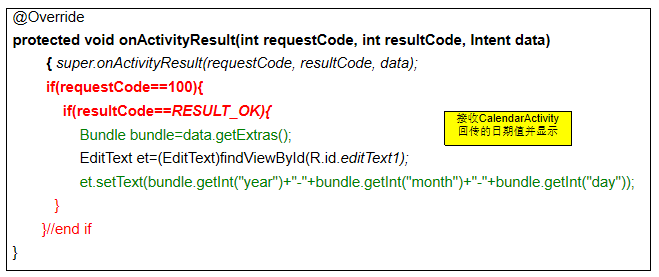 @Override
protected void onActivityResult(int requestCode, int resultCode, Intent data)
{ super.onActivityResult(requestCode, resultCode, data);
if(requestCode==100){
if(resultCode==RESULT_OK){
Bundle bundle=data.getExtras();
接收CalendarActivity
回传的日期值并显示
EditText et=(EditText)findViewById(R.id.editText1);
et.setText(bundle.getInt("year")+"-"+bundle.getInt("month")+"-"+bundle.getInt("day"));
}
}//end if
}